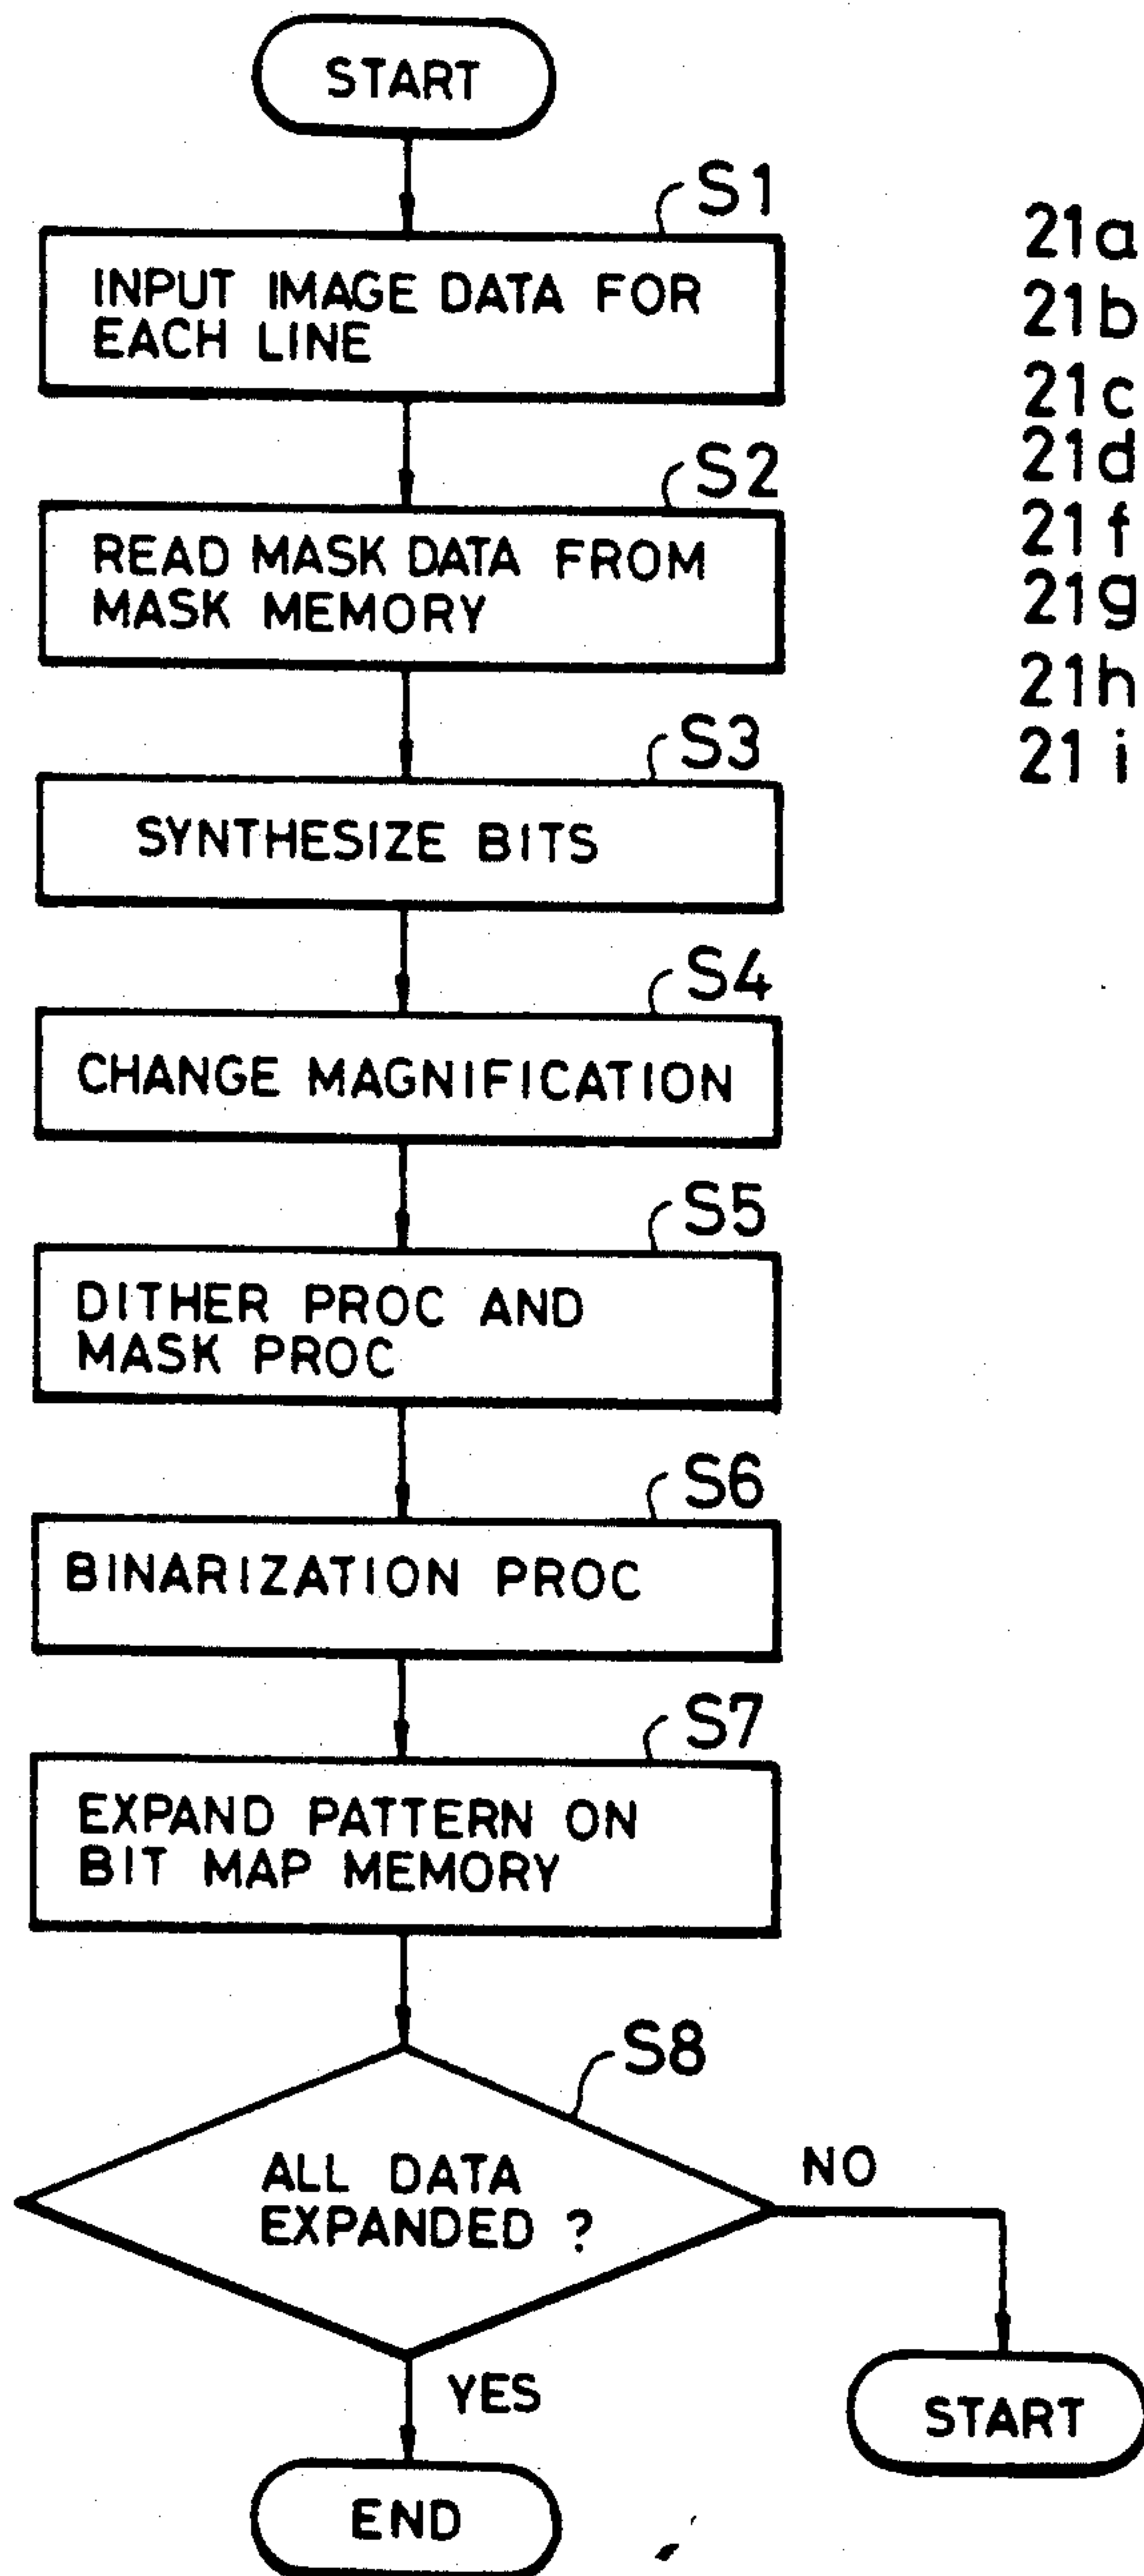 START
S1
INPUT IMAGE DATA FOR
EACH LINE
S2
READ MASK DATA FROM
MASK MEMORY
S3
SYNTHESIZE BITS
S4
CHANGE MAGNIFICATION
S5
DITHER PROC AND
MASK PROC
S6
BINARIZATION PROC
S7
EXPAND PATTERN ON
BIT MAP MEMORY
S8
ALL DATA
EXPANDED ?
NO
YES
START
END
21a
21b
21c
21d
21f
21g
21h
21i